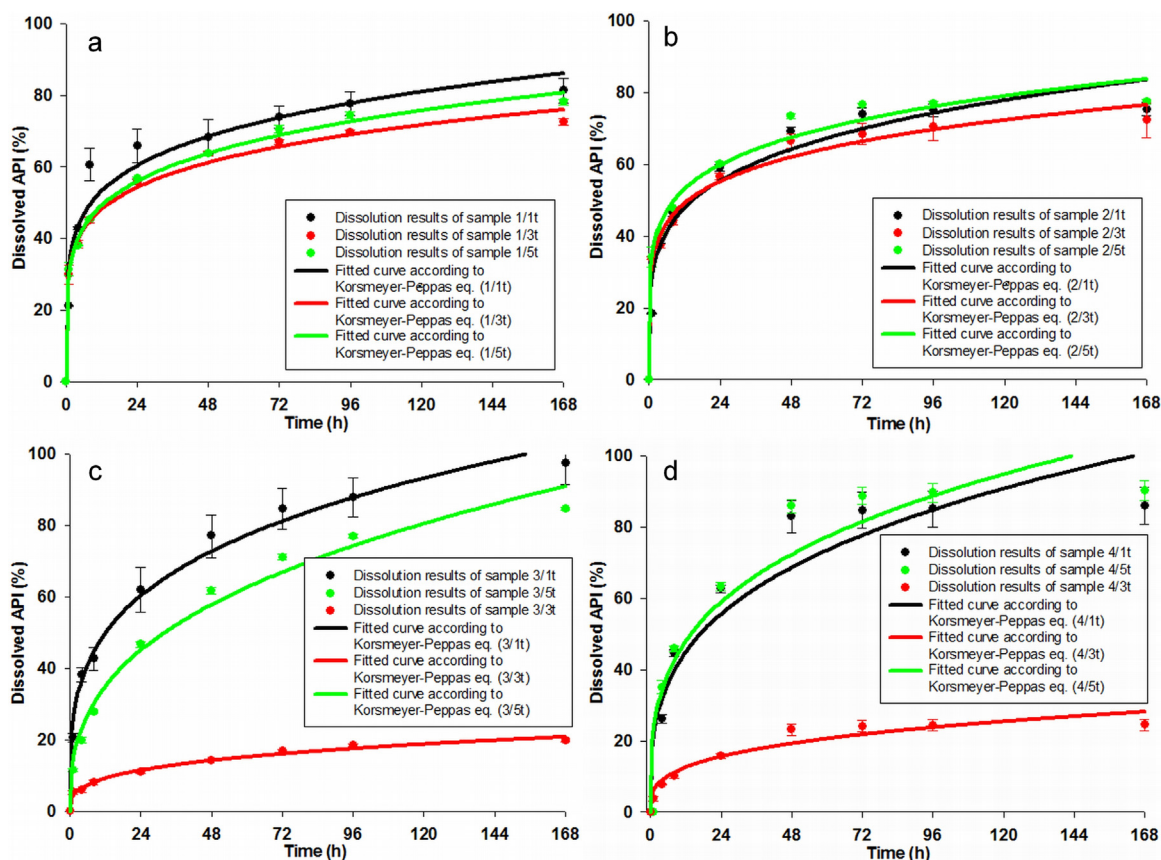 a
100
80
60
40
20
0
Dissolved API (%)
Dissolution results of sample 1/1t
Dissolution results of sample 1/3t
Dissolution results of sample 1/5t
Fitted curve according to
Korsmeyer-Peppas eq. (1/1t)
Fitted curve according to
Korsmeyer-Peppas eq. (1/3t)
Fitted curve according to
Korsmeyer-Peppas eq. (1/5t)
0 24 48 72 96 120 144 168
Time (h)
b
100
80
60
40
20
0
Dissolved API (%)
Dissolution results of sample 2/1t
Dissolution results of sample 2/3t
Dissolution results of sample 2/5t
Fitted curve according to
Korsmeyer-Peppas eq. (2/1t)
Fitted curve according to
Korsmeyer-Peppas eq. (2/3t)
Fitted curve according to
Korsmeyer-Peppas eq. (2/5t)
0 24 48 72 96 120 144 168
Time (h)
c
100
80
60
40
20
0
Dissolved API (%)
Dissolution results of sample 3/1t
Dissolution results of sample 3/5t
Dissolution results of sample 3/3t
Fitted curve according to
Korsmeyer-Peppas eq. (3/1t)
Fitted curve according to
Korsmeyer-Peppas eq. (3/3t)
Fitted curve according to
Korsmeyer-Peppas eq. (3/5t)
0 24 48 72 96 120 144 168
Time (h)
d
100
80
60
40
20
0
Dissolved API (%)
Dissolution results of sample 4/1t
Dissolution results of sample 4/5t
Dissolution results of sample 4/3t
Fitted curve according to
Korsmeyer-Peppas eq. (4/1t)
Fitted curve according to
Korsmeyer-Peppas eq. (4/3t)
Fitted curve according to
Korsmeyer-Peppas eq. (4/5t)
0 24 48 72 96 120 144 168
Time (h)